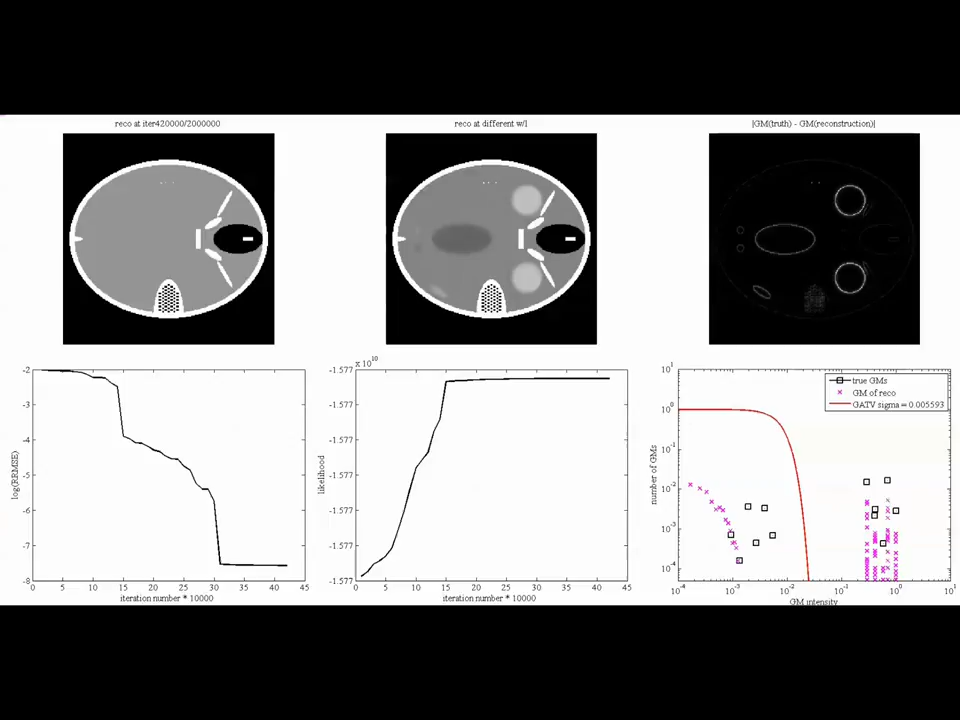 reco at iter420000/2000000
reco at different w/l
|GM(truth) - GM(reconstruction)|
-2
-3
-4
-5
-6
-7
-8
log(RRMSE)
0 5 10 15 20 25 30 35 40 45
iteration number * 10000
x 10^10
-1.577
-1.577
-1.577
-1.577
-1.577
-1.577
-1.577
likelihood
0 5 10 15 20 25 30 35 40 45
iteration number * 10000
10^1
10^0
10^-1
10^-2
10^-3
10^-4
number of GMs
true GMs
GM of reco
GATV sigma = 0.005593
10^-4 10^-3 10^-2 10^-1 10^0 10^1
GM intensity